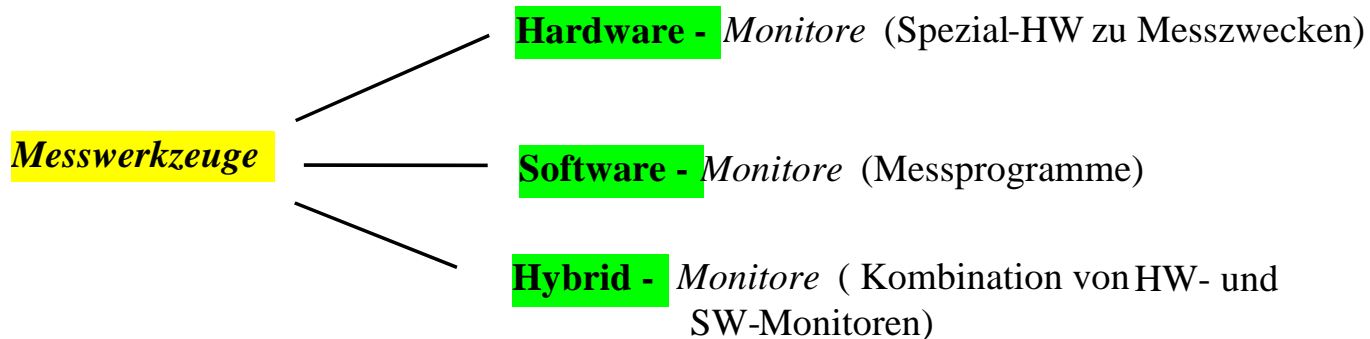 Hardware - Monitore (Spezial-HW zu Messzwecken)
Messwerkzeuge
Software - Monitore (Messprogramme)
Hybrid - Monitore ( Kombination von HW- und
SW-Monitoren)